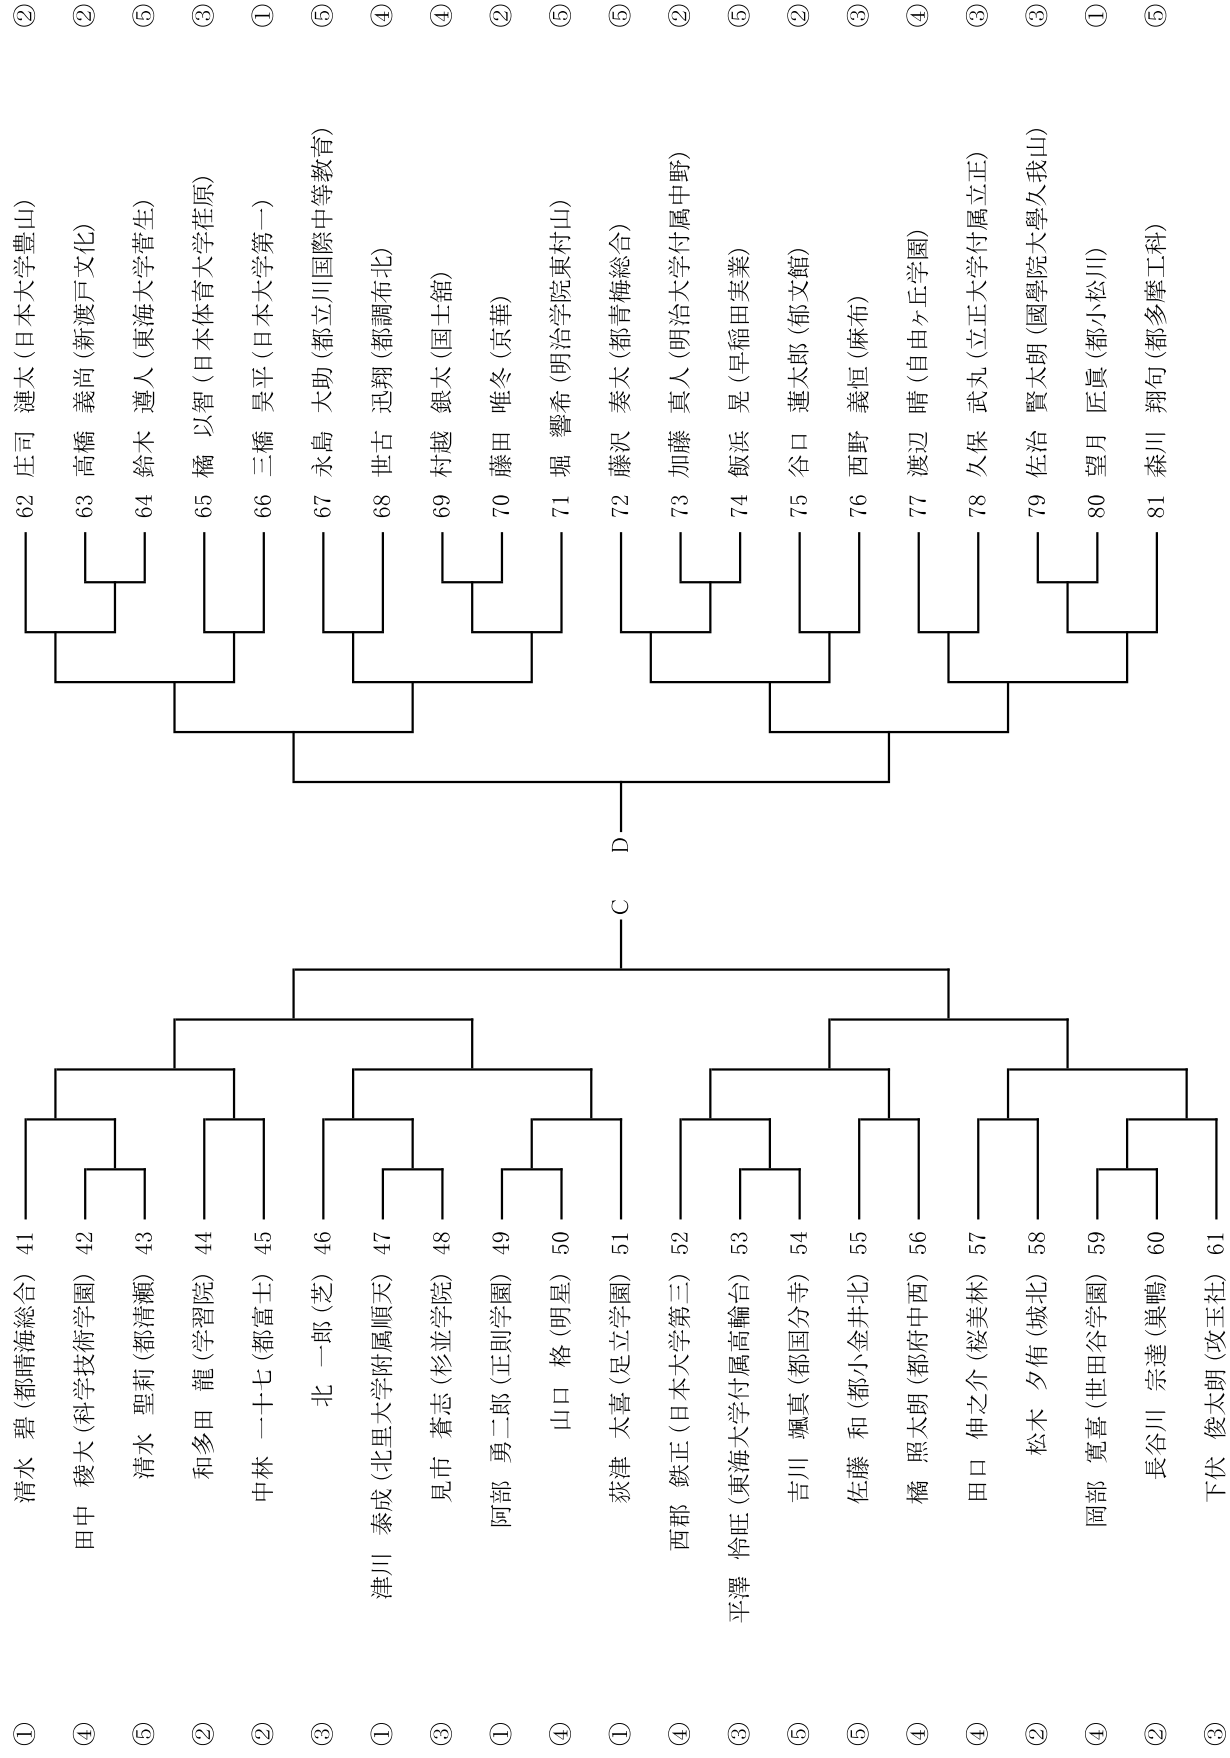 ① 清水 碧 (都晴海総合) 41
④ 田中 稜大 (科学技術学園) 42
⑤ 清水 聖莉 (都清瀬) 43
② 和多田 龍 (学習院) 44
② 中林 一十七 (都富士) 45
③ 北 一郎 (芝) 46
① 津川 泰成 (北里大学附属順天) 47
③ 見市 蒼志 (杉並学院) 48
① 阿部 勇二郎 (正則学園) 49
④ 山口 格 (明星) 50
① 荻津 太喜 (足立学園) 51
④ 西郡 鉄正 (日本大学第三) 52
③ 平澤 怜旺 (東海大学付属高輪台) 53
⑤ 吉川 颯真 (都国分寺) 54
⑤ 佐藤 和 (都小金井北) 55
④ 橘 照太朗 (都府中西) 56
④ 田口 伸之介 (桜美林) 57
② 松木 夕侑 (城北) 58
④ 岡部 寛喜 (世田谷学園) 59
② 長谷川 宗達 (巣鴨) 60
③ 下伏 俊太朗 (攻玉社) 61
C
D
62 庄司 漣太 (日本大学豊山) ②
63 高橋 義尚 (新渡戸文化) ②
64 鈴木 遵人 (東海大学菅生) ⑤
65 橘 以智 (日本体育大学荏原) ③
66 三橋 昊平 (日本大学第一) ①
67 永島 大助 (都立川国際中等教育) ⑤
68 世古 迅翔 (都調布北) ④
69 村越 銀太 (国士舘) ④
70 藤田 唯冬 (京華) ②
71 堀 響希 (明治学院東村山) ⑤
72 藤沢 奏太 (都青梅総合) ⑤
73 加藤 真人 (明治大学付属中野) ②
74 飯浜 晃 (早稲田実業) ⑤
75 谷口 蓮太郎 (郁文館) ②
76 西野 義恒 (麻布) ③
77 渡辺 晴 (自由ヶ丘学園) ④
78 久保 武丸 (立正大学付属立正) ③
79 佐治 賢太朗 (國學院大學久我山) ③
80 望月 匠眞 (都小松川) ①
81 森川 翔句 (都多摩工科) ⑤